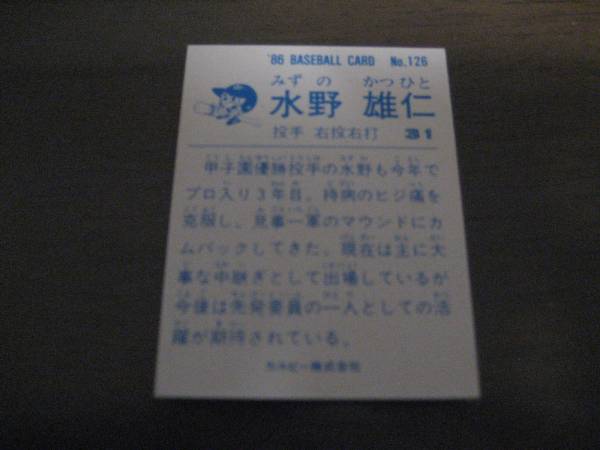 '86 BASEBALL CARD No.126
みずの かつひと
水野 雄仁
投手 右投右打 31
甲子園優勝投手の水野も今年で
プロ入り3年目。持病のヒジ痛を
克服し、見事一軍のマウンドにカ
ムバックしてきた。現在は主に大
事な中継ぎとして出場しているが
今後は先発要員の一人としての活
躍が期待されている。
カルビー株式会社